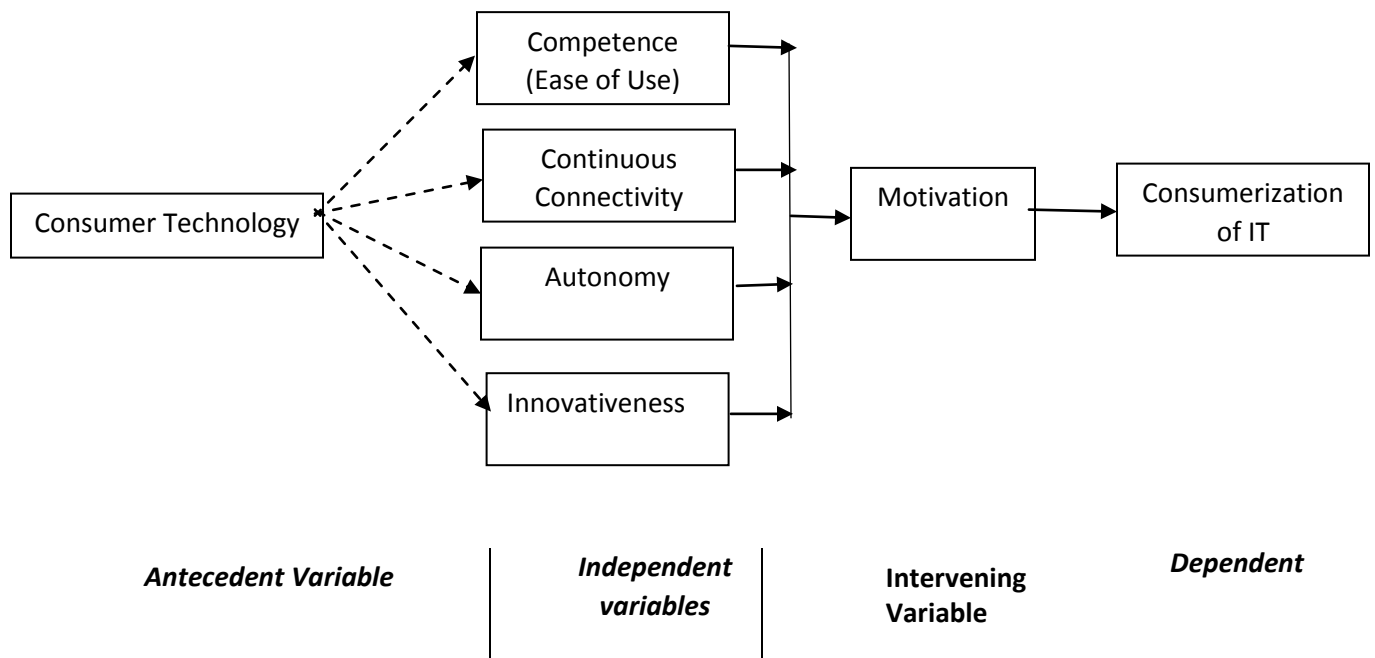 Competence
(Ease of Use)
Continuous
Connectivity
Consumer Technology
Motivation
Consumerization
of IT
Autonomy
Innovativeness
Antecedent Variable
Independent
variables
Intervening
Variable
Dependent